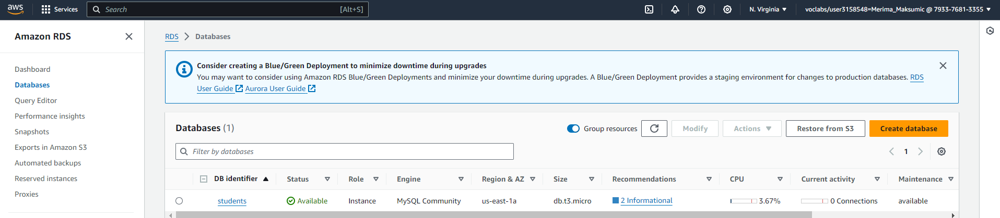 aws
Services
Search
[Alt+S]
N. Virginia
voclabs/user3158548=Merima_Maksumic @ 7933-7681-3355
Amazon RDS
Dashboard
Databases
Query Editor
Performance insights
Snapshots
Exports in Amazon S3
Automated backups
Reserved instances
Proxies
RDS
Databases
Consider creating a Blue/Green Deployment to minimize downtime during upgrades
You may want to consider using Amazon RDS Blue/Green Deployments and minimize your downtime during upgrades. A Blue/Green Deployment provides a staging environment for changes to production databases. RDS
User Guide Aurora User Guide
Databases (1)
Group resources
Modify
Actions
Restore from S3
Create database
Filter by databases
1
DB identifier Status Role Engine Region & AZ Size Recommendations CPU Current activity Maintenance
students Available Instance MySQL Community us-east-1a db.t3.micro 2 Informational 3.67% 0 Connections available